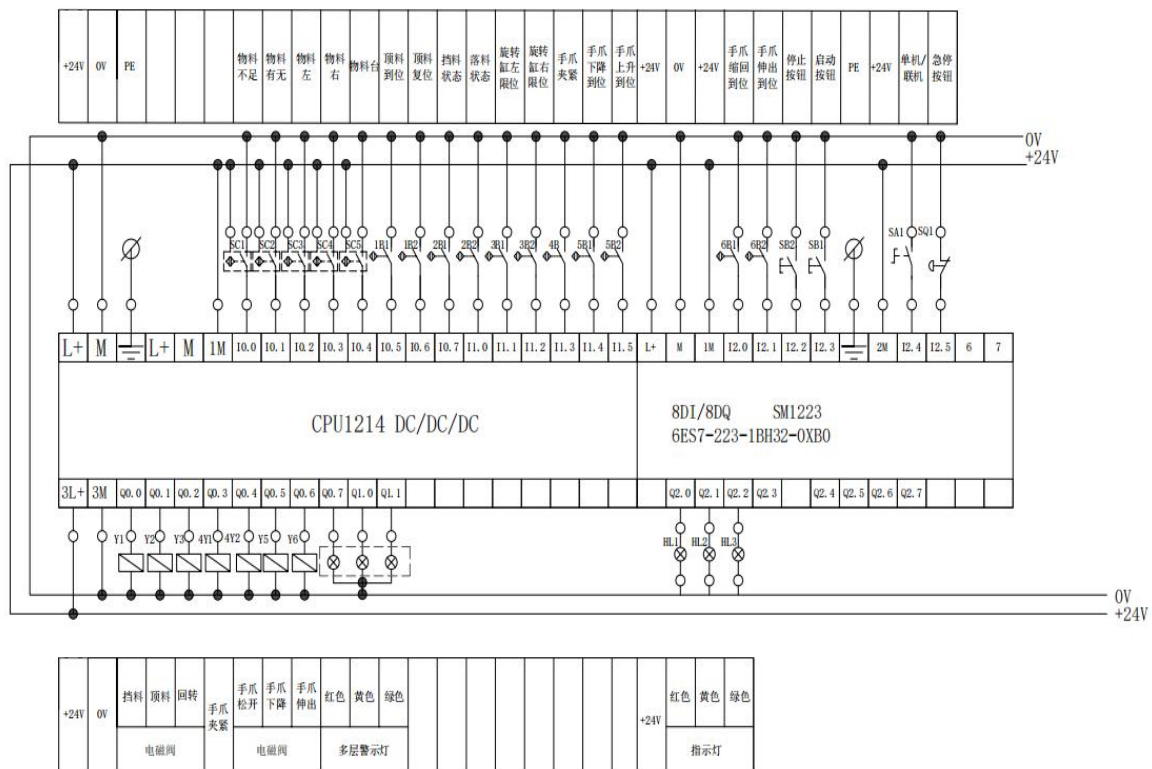 +24V 0V PE 物料不足 物料有无 物料左 物料右 物料台 顶料到位 顶料复位 挡料状态 落料状态 旋转缸左限位 旋转缸右限位 手爪夹紧 手爪下降到位 手爪上升到位 +24V 0V +24V 手爪缩回到位 手爪伸出到位 停止按钮 启动按钮 PE +24V 单机/联机 急停按钮
0V
+24V
SC1 SC2 SC3 SC4 SC5 1B1 1B2 2B1 2B2 3B1 3B2 4B 5B1 5B2 6B1 6B2 SB2 SB1 SA1 SQ1
L+ M L+ M 1M I0.0 I0.1 I0.2 I0.3 I0.4 I0.5 I0.6 I0.7 I1.0 I1.1 I1.2 I1.3 I1.4 I1.5 L+ M 1M I2.0 I2.1 I2.2 I2.3 2M I2.4 I2.5 6 7
CPU1214 DC/DC/DC
8DI/8DQ SM1223
6ES7-223-1BH32-0XB0
3L+ 3M Q0.0 Q0.1 Q0.2 Q0.3 Q0.4 Q0.5 Q0.6 Q0.7 Q1.0 Q1.1 Q2.0 Q2.1 Q2.2 Q2.3 Q2.4 Q2.5 Q2.6 Q2.7
Y1 Y2 Y3 4Y1 4Y2 Y5 Y6 HL1 HL2 HL3
0V
+24V
+24V 0V 挡料 顶料 回转 手爪夹紧 手爪松开 手爪下降 手爪伸出 红色 黄色 绿色 +24V 红色 黄色 绿色
电磁阀 电磁阀 多层警示灯 指示灯